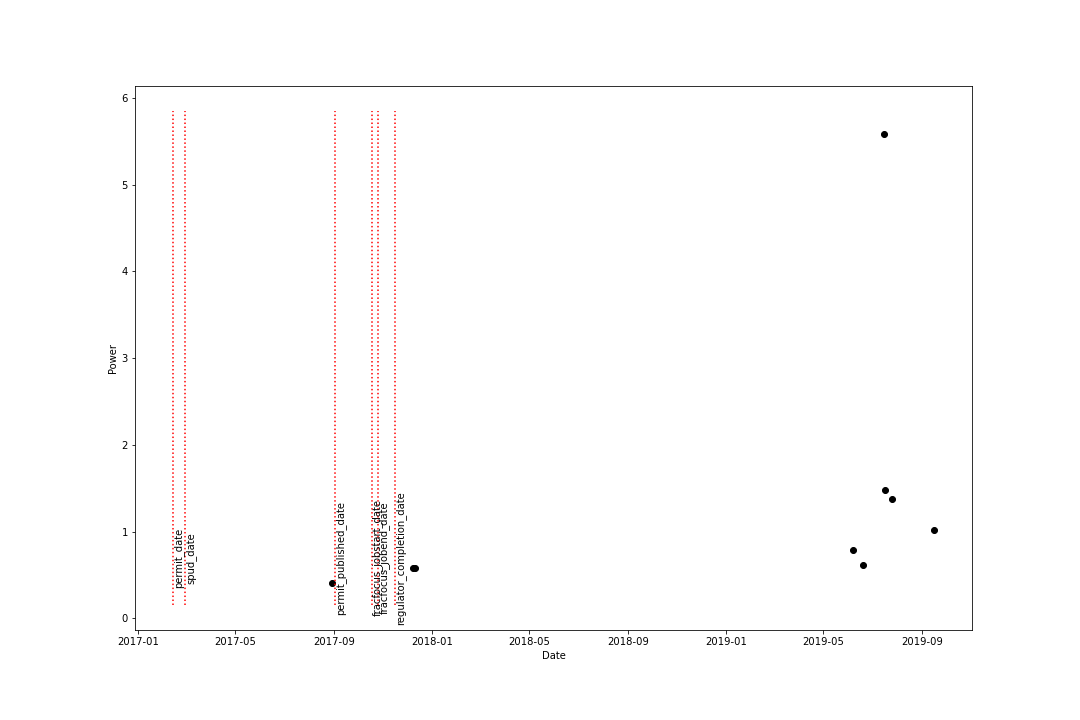 6
5
4
3
2
1
0
Power
permit_date
spud_date
permit_published_date
fracfocus_jobstart_date
fracfocus_jobend_date
regulator_completion_date
2017-01 2017-05 2017-09 2018-01 2018-05 2018-09 2019-01 2019-05 2019-09
Date